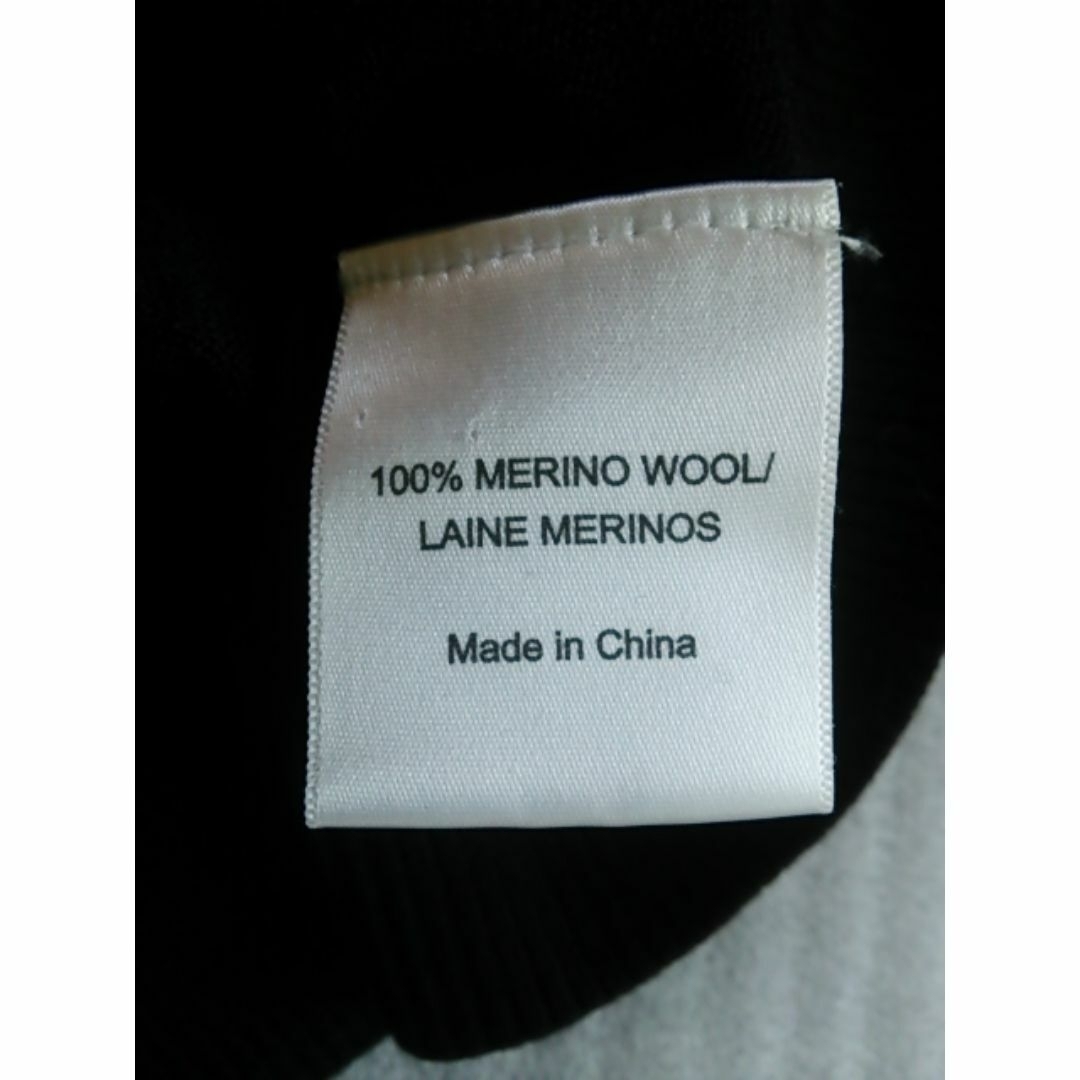 100% MERINO WOOL/
LAINE MERINOS
Made in China